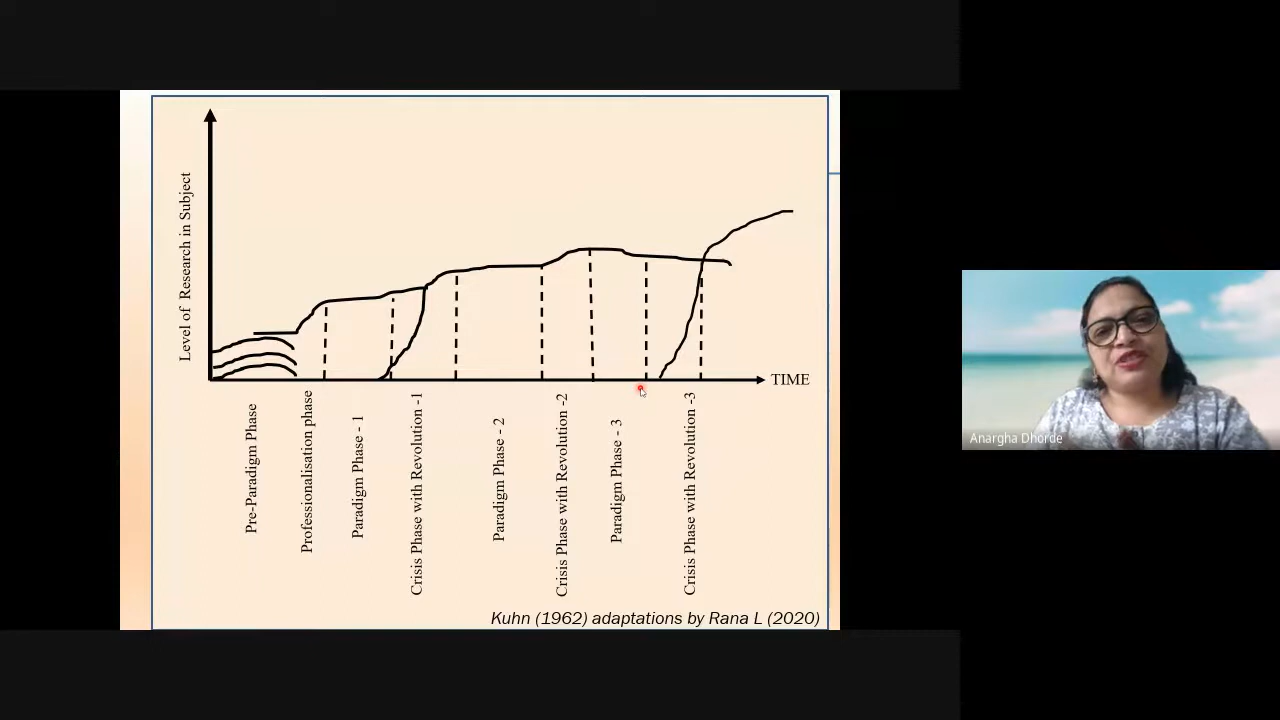 Level of Research in Subject
TIME
Pre-Paradigm Phase
Professionalisation phase
Paradigm Phase - 1
Crisis Phase with Revolution -1
Paradigm Phase - 2
Crisis Phase with Revolution -2
Paradigm Phase - 3
Crisis Phase with Revolution -3
Kuhn (1962) adaptations by Rana L (2020)
Anargha Dhorde